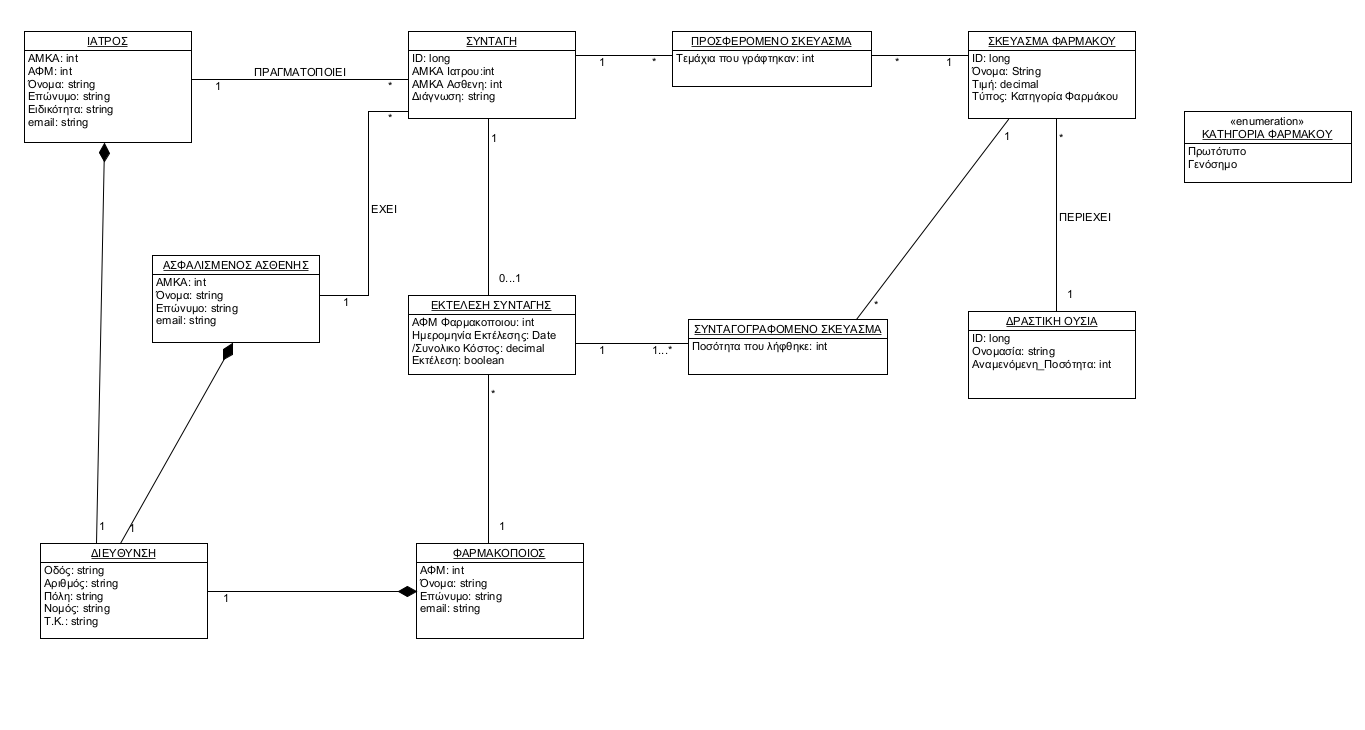 ΙΑΤΡΟΣ
ΑΜΚΑ: int
ΑΦΜ: int
Όνομα: string
Επώνυμο: string
Ειδικότητα: string
email: string
ΠΡΑΓΜΑΤΟΠΟΙΕΙ
1
*
ΣΥΝΤΑΓΗ
ID: long
ΑΜΚΑ Ιατρου:int
ΑΜΚΑ Ασθενη: int
Διάγνωση: string
1
*
ΠΡΟΣΦΕΡΟΜΕΝΟ ΣΚΕΥΑΣΜΑ
Τεμάχια που γράφτηκαν: int
*
1
ΣΚΕΥΑΣΜΑ ΦΑΡΜΑΚΟΥ
ID: long
Όνομα: String
Τιμή: decimal
Τύπος: Κατηγορία Φαρμάκου
«enumeration»
ΚΑΤΗΓΟΡΙΑ ΦΑΡΜΑΚΟΥ
Πρωτότυπο
Γενόσημο
*
1
1
*
ΕΧΕΙ
ΠΕΡΙΕΧΕΙ
ΑΣΦΑΛΙΣΜΕΝΟΣ ΑΣΘΕΝΗΣ
ΑΜΚΑ: int
Όνομα: string
Επώνυμο: string
email: string
1
0...1
ΕΚΤΕΛΕΣΗ ΣΥΝΤΑΓΗΣ
ΑΦΜ Φαρμακοποιου: int
Ημερομηνία Εκτέλεσης: Date
/Συνολικο Κόστος: decimal
Εκτέλεση: boolean
1
1...*
*
ΣΥΝΤΑΓΟΓΡΑΦΟΜΕΝΟ ΣΚΕΥΑΣΜΑ
Ποσότητα που λήφθηκε: int
1
ΔΡΑΣΤΙΚΗ ΟΥΣΙΑ
ID: long
Ονομασία: string
Αναμενόμενη_Ποσότητα: int
*
1
1
1
ΔΙΕΥΘΥΝΣΗ
Οδός: string
Αριθμός: string
Πόλη: string
Νομός: string
Τ.Κ.: string
1
ΦΑΡΜΑΚΟΠΟΙΟΣ
ΑΦΜ: int
Όνομα: string
Επώνυμο: string
email: string